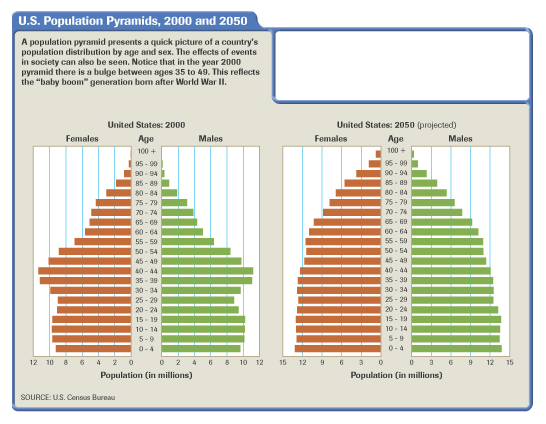 U.S. Population Pyramids, 2000 and 2050
A population pyramid presents a quick picture of a country's
population distribution by age and sex. The effects of events
in society can also be seen. Notice that in the year 2000
pyramid there is a bulge between ages 35 to 49. This reflects
the "baby boom" generation born after World War II.
United States: 2000
Females Age Males
100 +
95 - 99
90 - 94
85 - 89
80 - 84
75 - 79
70 - 74
65 - 69
60 - 64
55 - 59
50 - 54
45 - 49
40 - 44
35 - 39
30 - 34
25 - 29
20 - 24
15 - 19
10 - 14
5 - 9
0 - 4
12 10 8 6 4 2 0 0 2 4 6 8 10 12
Population (in millions)
United States: 2050 (projected)
Females Age Males
100 +
95 - 99
90 - 94
85 - 89
80 - 84
75 - 79
70 - 74
65 - 69
60 - 64
55 - 59
50 - 54
45 - 49
40 - 44
35 - 39
30 - 34
25 - 29
20 - 24
15 - 19
10 - 14
5 - 9
0 - 4
15 12 9 6 3 0 0 3 6 9 12 15
Population (in millions)
SOURCE: U.S. Census Bureau